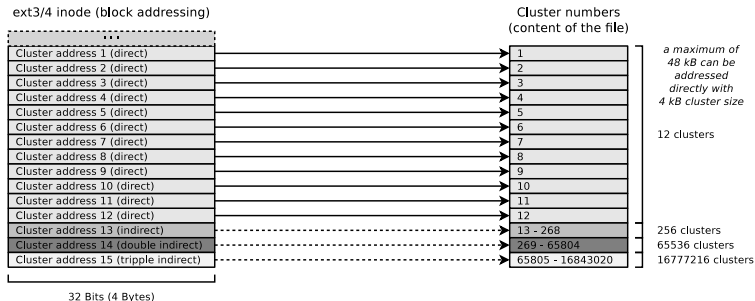 ext3/4 inode (block addressing)
...
Cluster address 1 (direct)
Cluster address 2 (direct)
Cluster address 3 (direct)
Cluster address 4 (direct)
Cluster address 5 (direct)
Cluster address 6 (direct)
Cluster address 7 (direct)
Cluster address 8 (direct)
Cluster address 9 (direct)
Cluster address 10 (direct)
Cluster address 11 (direct)
Cluster address 12 (direct)
Cluster address 13 (indirect)
Cluster address 14 (double indirect)
Cluster address 15 (tripple indirect)
32 Bits (4 Bytes)
Cluster numbers
(content of the file)
1
2
3
4
5
6
7
8
9
10
11
12
13 - 268
269 - 65804
65805 - 16843020
a maximum of
48 kB can be
addressed
directly with
4 kB cluster size
12 clusters
256 clusters
65536 clusters
16777216 clusters